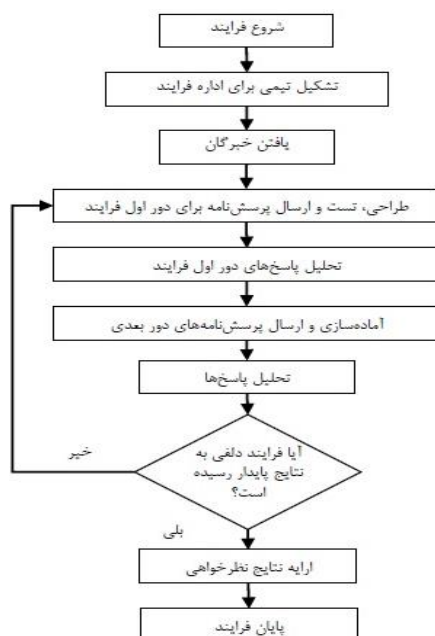 شروع فرایند
تشکیل تیمی برای اداره فرایند
یافتن خبرگان
طراحی، تست و ارسال پرسش‌نامه برای دور اول فرایند
تحلیل پاسخ‌های دور اول فرایند
آماده‌سازی و ارسال پرسش‌نامه‌های دور بعدی
تحلیل پاسخ‌ها
آیا فرایند دلفی به
نتایج پایدار رسیده
است؟
خیر
بلی
ارایه نتایج نظرخواهی
پایان فرایند